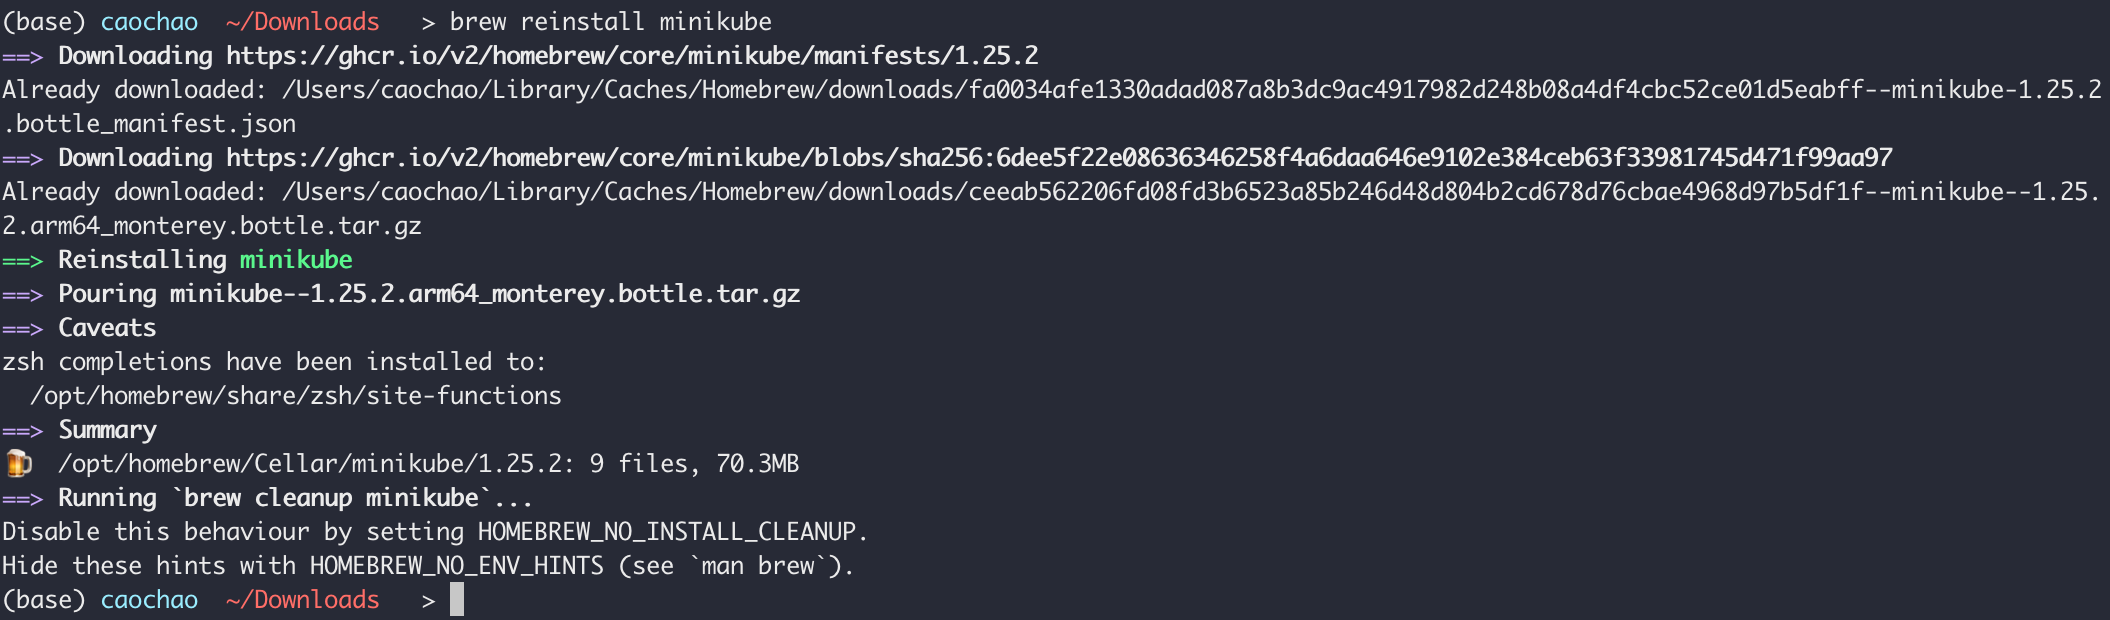 (base) caochao  ~/Downloads   > brew reinstall minikube
==> Downloading https://ghcr.io/v2/homebrew/core/minikube/manifests/1.25.2
Already downloaded: /Users/caochao/Library/Caches/Homebrew/downloads/fa0034afe1330adad087a8b3dc9ac4917982d248b08a4df4cbc52ce01d5eabff--minikube-1.25.2
.bottle_manifest.json
==> Downloading https://ghcr.io/v2/homebrew/core/minikube/blobs/sha256:6dee5f22e08636346258f4a6daa646e9102e384ceb63f33981745d471f99aa97
Already downloaded: /Users/caochao/Library/Caches/Homebrew/downloads/ceeab562206fd08fd3b6523a85b246d48d804b2cd678d76cbae4968d97b5df1f--minikube--1.25.
2.arm64_monterey.bottle.tar.gz
==> Reinstalling minikube
==> Pouring minikube--1.25.2.arm64_monterey.bottle.tar.gz
==> Caveats
zsh completions have been installed to:
  /opt/homebrew/share/zsh/site-functions
==> Summary
🍺  /opt/homebrew/Cellar/minikube/1.25.2: 9 files, 70.3MB
==> Running `brew cleanup minikube`...
Disable this behaviour by setting HOMEBREW_NO_INSTALL_CLEANUP.
Hide these hints with HOMEBREW_NO_ENV_HINTS (see `man brew`).
(base) caochao  ~/Downloads   >